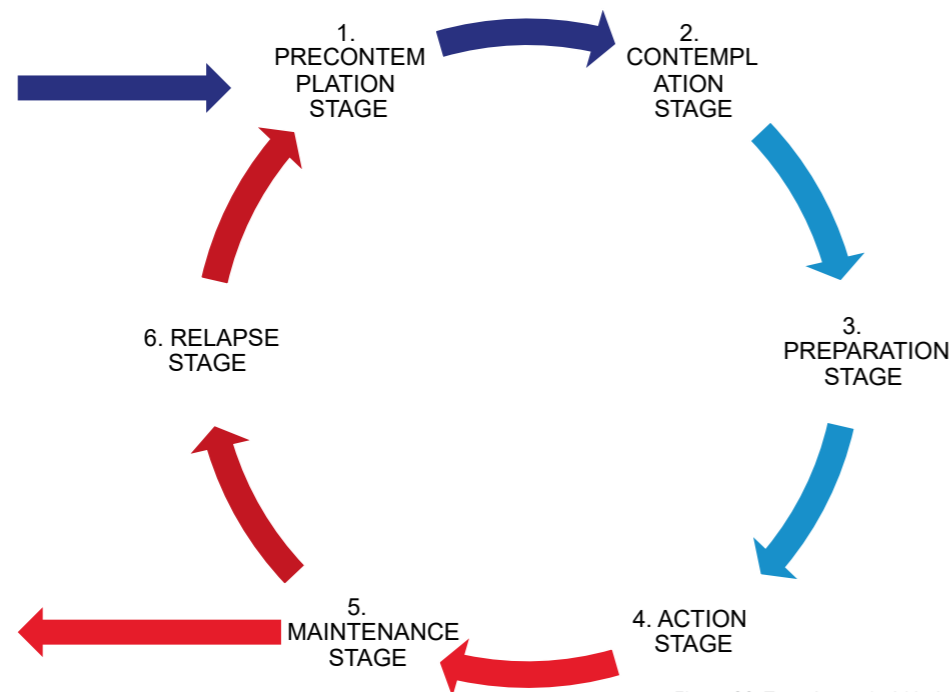 1.
PRECONTEM
PLATION
STAGE
2.
CONTEMPL
ATION
STAGE
3.
PREPARATION
STAGE
4. ACTION
STAGE
5.
MAINTENANCE
STAGE
6. RELAPSE
STAGE